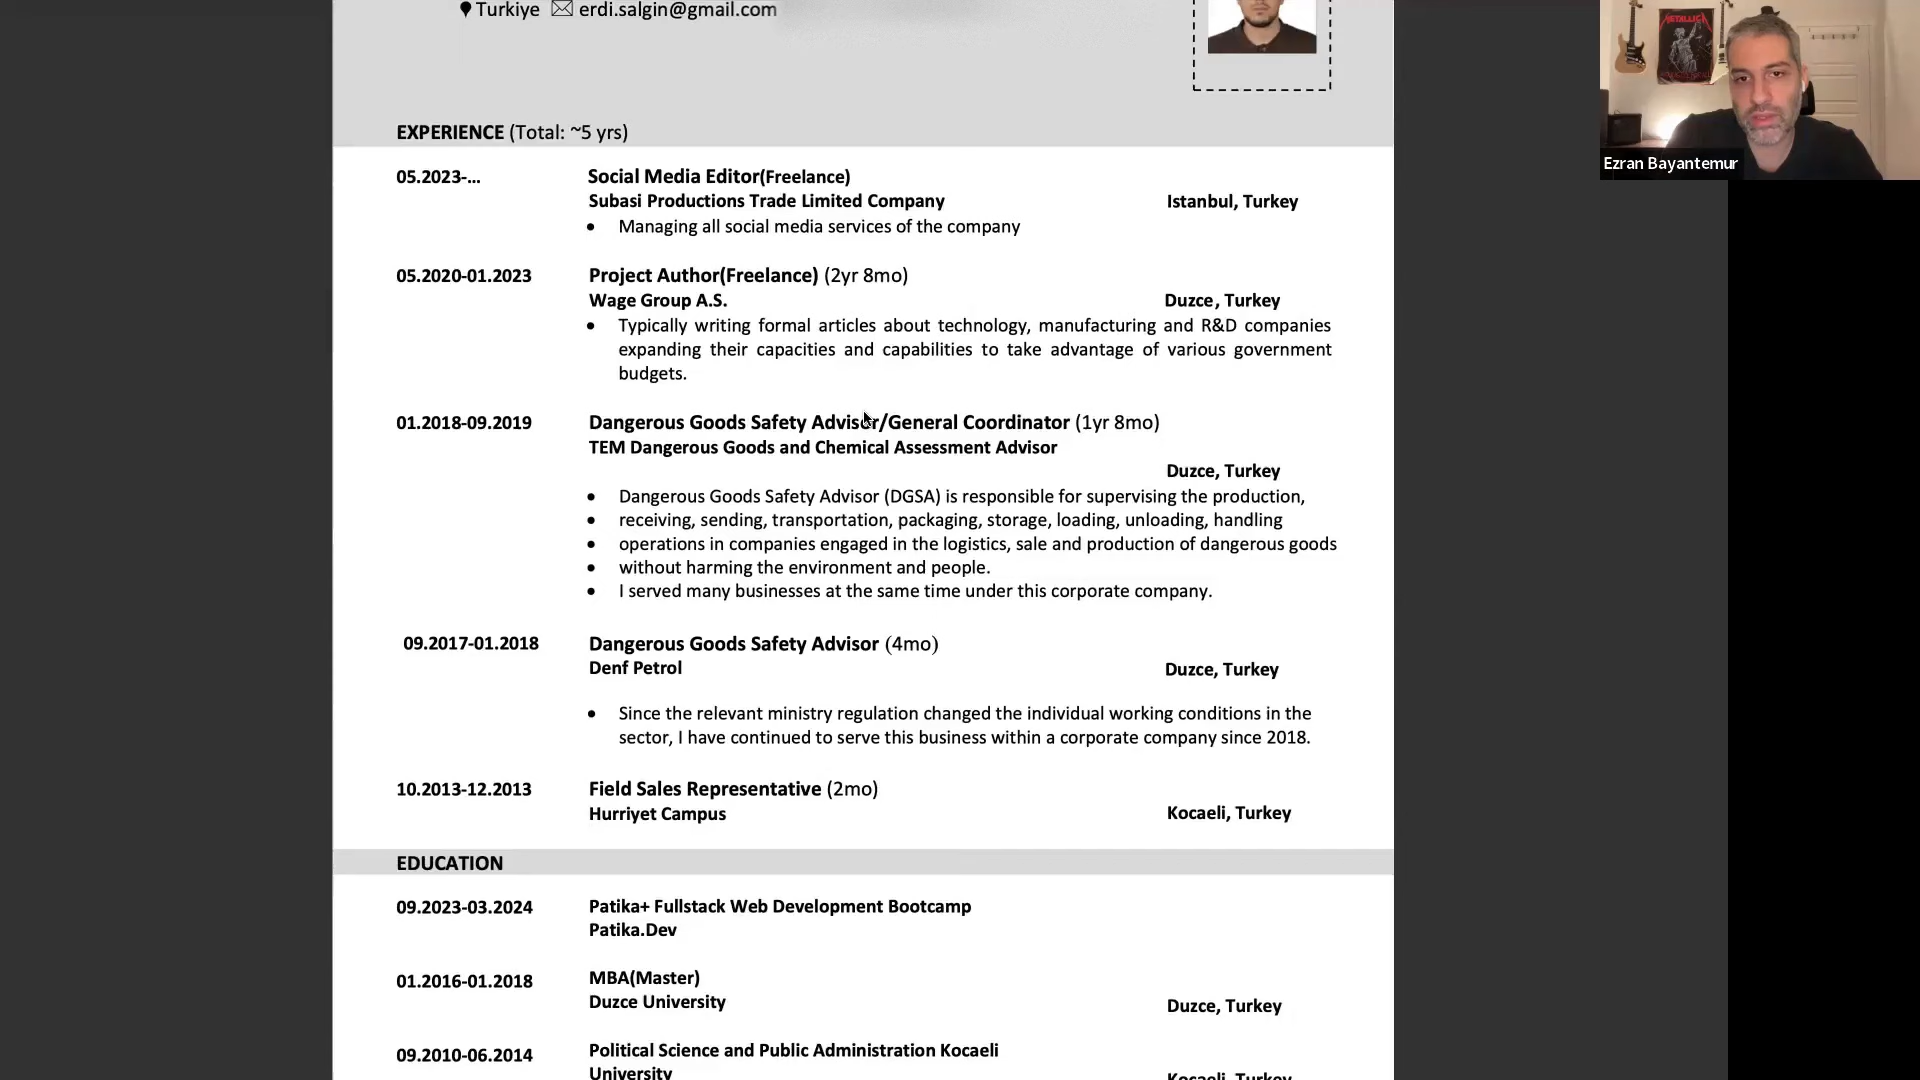 Turkiye erdi.salgin@gmail.com
EXPERIENCE (Total: ~5 yrs)
05.2023-... Social Media Editor(Freelance)
Subasi Productions Trade Limited Company Istanbul, Turkey
• Managing all social media services of the company
05.2020-01.2023 Project Author(Freelance) (2yr 8mo)
Wage Group A.S. Duzce, Turkey
• Typically writing formal articles about technology, manufacturing and R&D companies
expanding their capacities and capabilities to take advantage of various government
budgets.
01.2018-09.2019 Dangerous Goods Safety Advisor/General Coordinator (1yr 8mo)
TEM Dangerous Goods and Chemical Assessment Advisor
Duzce, Turkey
• Dangerous Goods Safety Advisor (DGSA) is responsible for supervising the production,
• receiving, sending, transportation, packaging, storage, loading, unloading, handling
• operations in companies engaged in the logistics, sale and production of dangerous goods
• without harming the environment and people.
• I served many businesses at the same time under this corporate company.
09.2017-01.2018 Dangerous Goods Safety Advisor (4mo)
Denf Petrol Duzce, Turkey
• Since the relevant ministry regulation changed the individual working conditions in the
sector, I have continued to serve this business within a corporate company since 2018.
10.2013-12.2013 Field Sales Representative (2mo)
Hurriyet Campus Kocaeli, Turkey
EDUCATION
09.2023-03.2024 Patika+ Fullstack Web Development Bootcamp
Patika.Dev
01.2016-01.2018 MBA(Master)
Duzce University Duzce, Turkey
09.2010-06.2014 Political Science and Public Administration Kocaeli
University Kocaeli, Turkey
METALLICA
Ezran Bayantemur